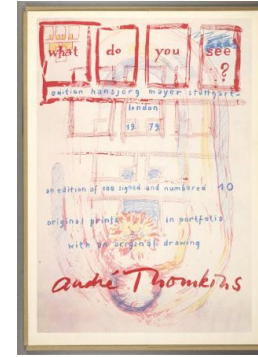 what do you see
?
edition hansjörg mayer stuttgart-
london
1979
an edition of 100 signed and numbered 10
original prints in portfolio
with an original drawing
andré Thomkins